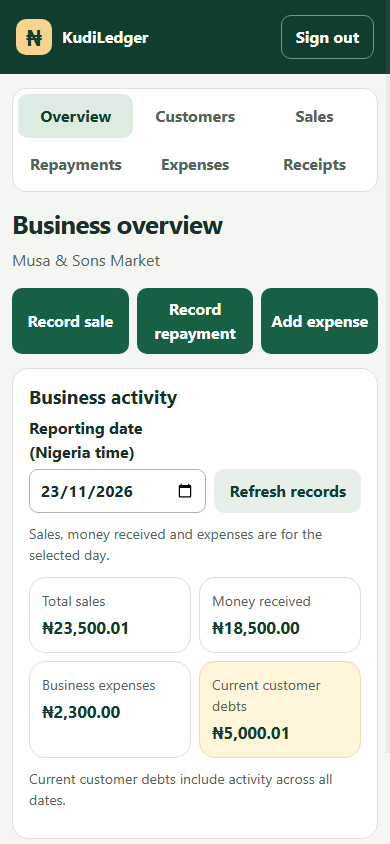 ₦ KudiLedger Sign out
Overview Customers Sales
Repayments Expenses Receipts
Business overview
Musa & Sons Market
Record sale
Record
repayment
Add expense
Business activity
Reporting date
(Nigeria time)
23/11/2026 Refresh records
Sales, money received and expenses are for the
selected day.
Total sales
₦23,500.01
Money received
₦18,500.00
Business expenses
₦2,300.00
Current customer
debts
₦5,000.01
Current customer debts include activity across all
dates.